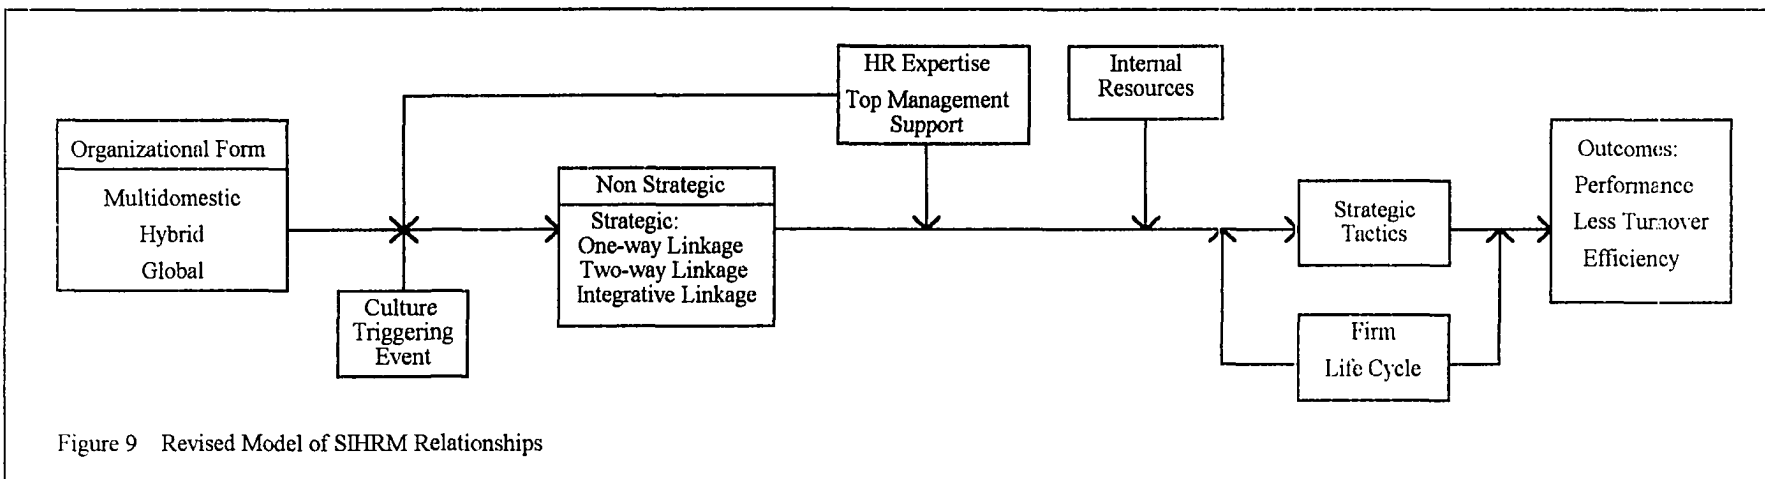 HR Expertise
Top Management
Support
Internal
Resources
Organizational Form
Multidomestic
Hybrid
Global
Culture
Triggering
Event
Non Strategic
Strategic:
One-way Linkage
Two-way Linkage
Integrative Linkage
Strategic
Tactics
Firm
Life Cycle
Outcomes:
Performance
Less Turnover
Efficiency
Figure 9 Revised Model of SIHRM Relationships